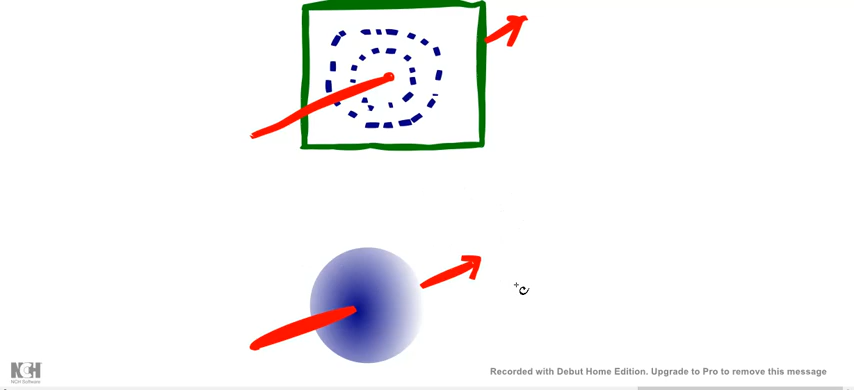 NCH
NCH Software
Recorded with Debut Home Edition. Upgrade to Pro to remove this message